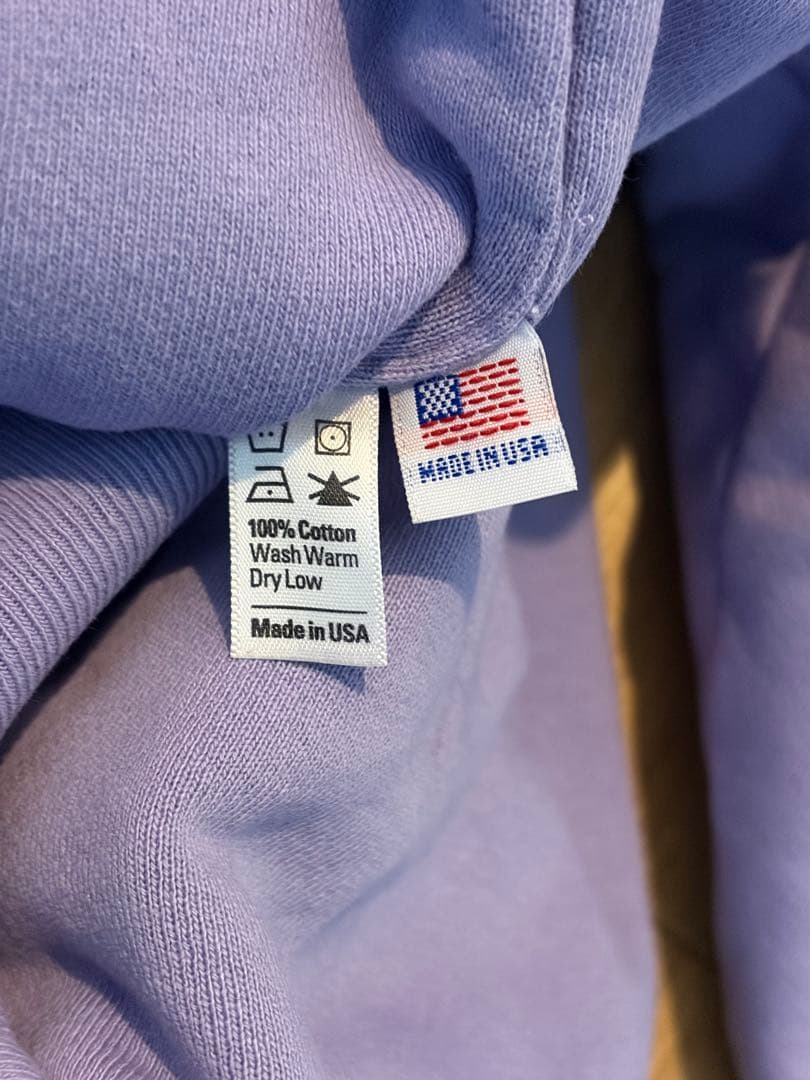 100% Cotton
Wash Warm
Dry Low
Made in USA
MADE IN USA